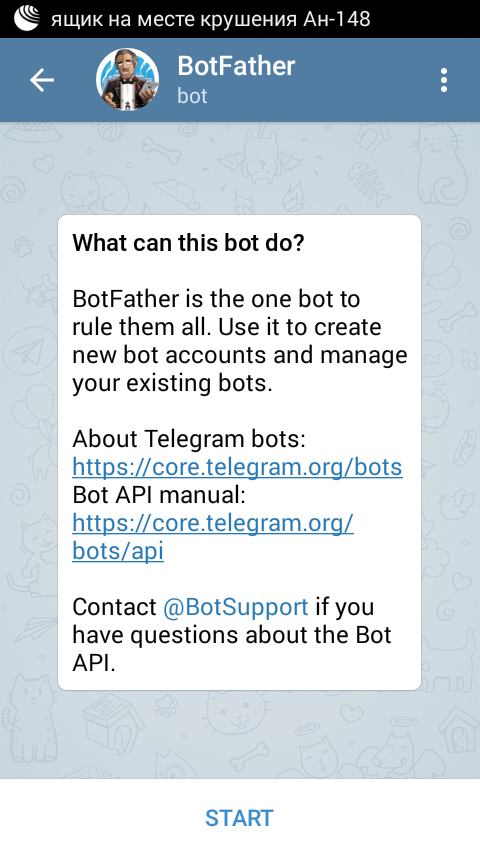 ящик на месте крушения Ан-148
BotFather
bot
What can this bot do?
BotFather is the one bot to
rule them all. Use it to create
new bot accounts and manage
your existing bots.
About Telegram bots:
https://core.telegram.org/bots
Bot API manual:
https://core.telegram.org/
bots/api
Contact @BotSupport if you
have questions about the Bot
API.
START